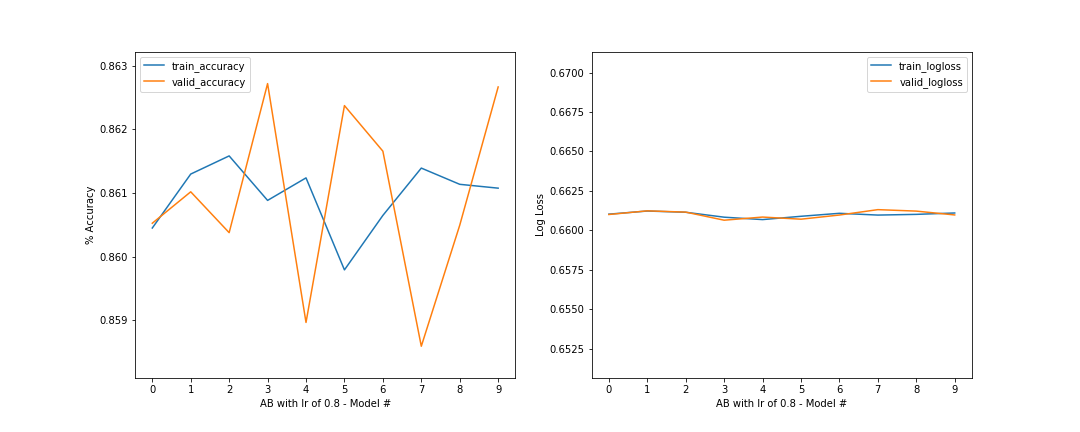 train_accuracy
valid_accuracy
0.863
0.862
0.861
0.860
0.859
% Accuracy
0 1 2 3 4 5 6 7 8 9
AB with lr of 0.8 - Model #
train_logloss
valid_logloss
0.6700
0.6675
0.6650
0.6625
0.6600
0.6575
0.6550
0.6525
Log Loss
0 1 2 3 4 5 6 7 8 9
AB with lr of 0.8 - Model #